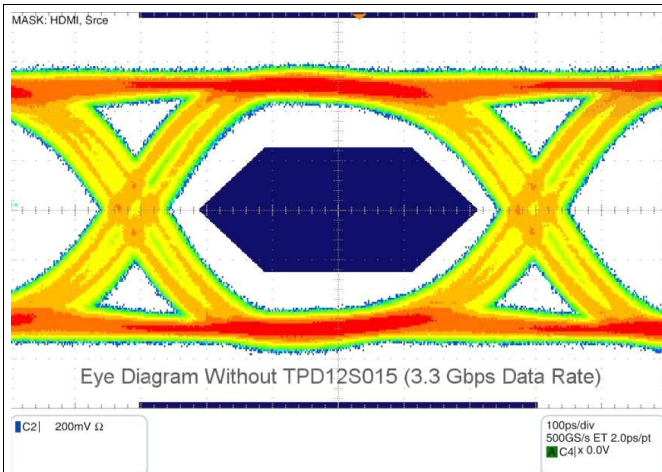 MASK: HDMI, Srce
Eye Diagram Without TPD12S015 (3.3 Gbps Data Rate)
C2| 200mV Ω
100ps/div
500GS/s ET 2.0ps/pt
A C4| x 0.0V